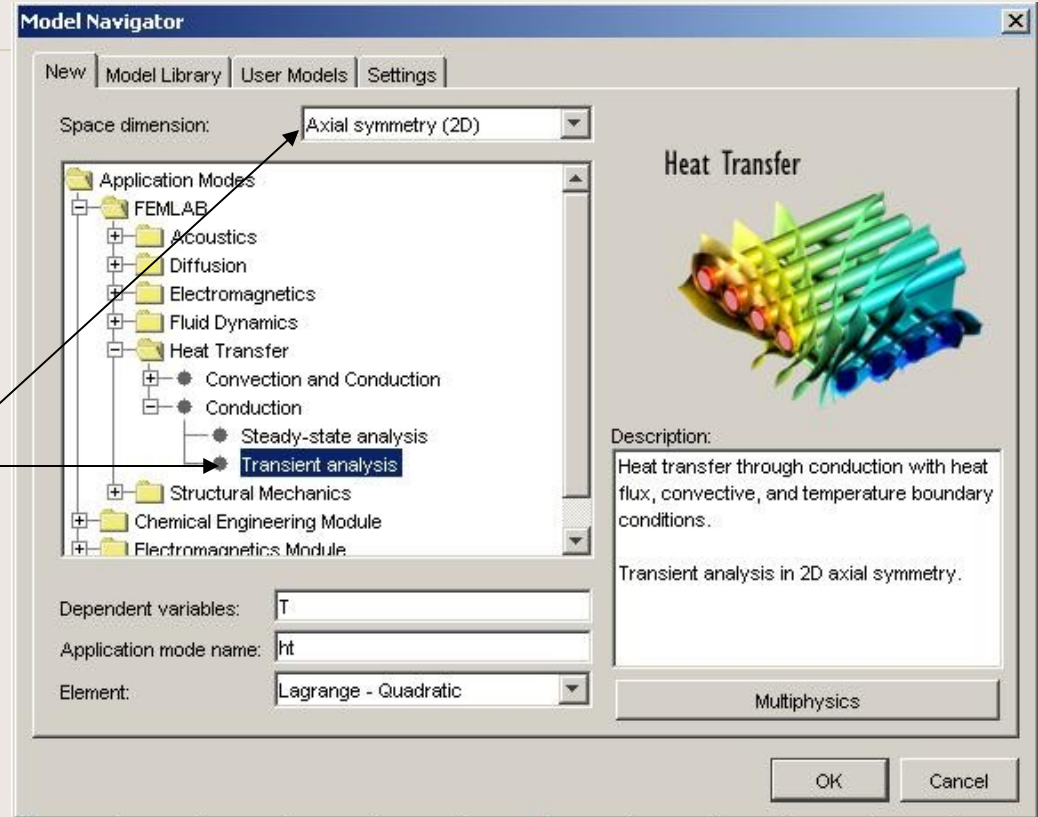 Model Navigator
New Model Library User Models Settings
Space dimension: Axial symmetry (2D)
Application Modes
FEMLAB
Acoustics
Diffusion
Electromagnetics
Fluid Dynamics
Heat Transfer
Convection and Conduction
Conduction
Steady-state analysis
Transient analysis
Structural Mechanics
Chemical Engineering Module
Electromagnetics Module
Dependent variables: T
Application mode name: ht
Element: Lagrange - Quadratic
Heat Transfer
Description:
Heat transfer through conduction with heat
flux, convective, and temperature boundary
conditions.
Transient analysis in 2D axial symmetry.
Multiphysics
OK Cancel